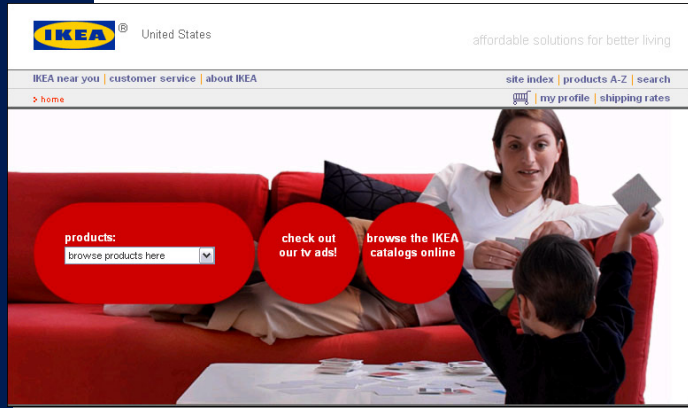 IKEA ® United States
affordable solutions for better living
IKEA near you | customer service | about IKEA
site index | products A-Z | search
> home
my profile | shipping rates
products:
browse products here
check out
our tv ads!
browse the IKEA
catalogs online